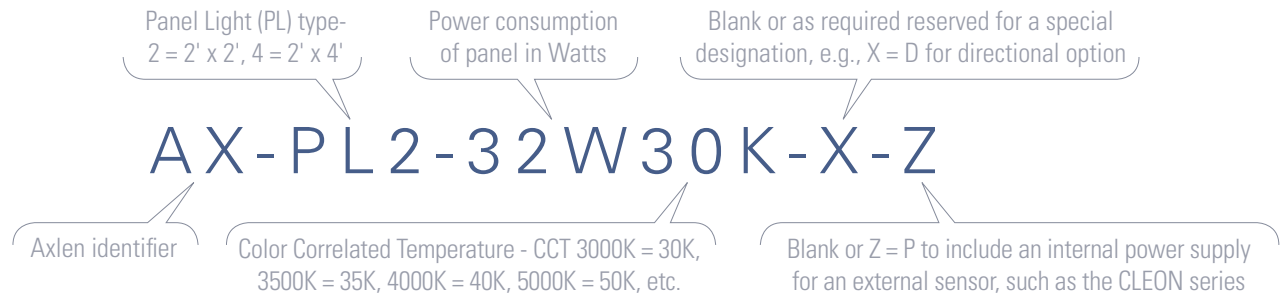 Panel Light (PL) type-
2 = 2' x 2', 4 = 2' x 4'
Power consumption
of panel in Watts
Blank or as required reserved for a special
designation, e.g., X = D for directional option
AX-PL2-32W30K-X-Z
Axlen identifier
Color Correlated Temperature - CCT 3000K = 30K,
3500K = 35K, 4000K = 40K, 5000K = 50K, etc.
Blank or Z = P to include an internal power supply
for an external sensor, such as the CLEON series